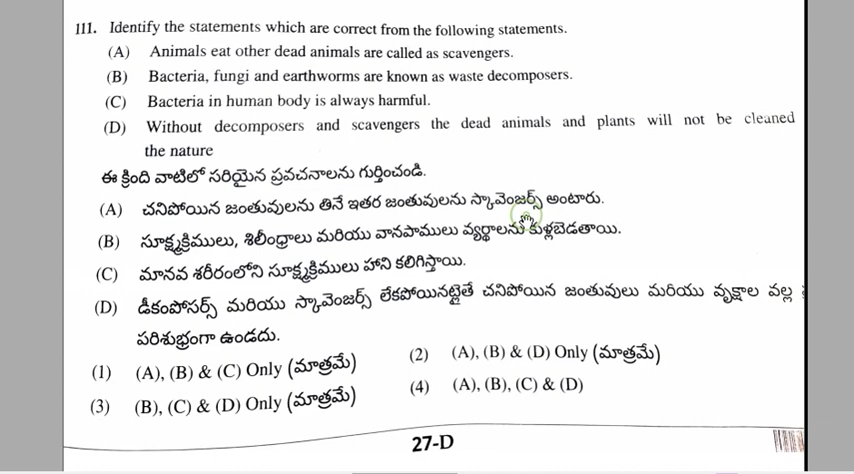 111. Identify the statements which are correct from the following statements.
(A) Animals eat other dead animals are called as scavengers.
(B) Bacteria, fungi and earthworms are known as waste decomposers.
(C) Bacteria in human body is always harmful.
(D) Without decomposers and scavengers the dead animals and plants will not be cleaned
the nature
ఈ క్రింది వాటిలో సరియైన ప్రవచనాలను గుర్తించండి.
(A) చనిపోయిన జంతువులను తినే ఇతర జంతువులను స్కావెంజర్స్ అంటారు.
(B) సూక్ష్మక్రిములు, శిలీంధ్రాలు మరియు వానపాములు వ్యర్థాలను కుళ్లబెడతాయి.
(C) మానవ శరీరంలోని సూక్ష్మక్రిములు హాని కలిగిస్తాయి.
(D) డీకంపోసర్స్ మరియు స్కావెంజర్స్ లేకపోయినట్లైతే చనిపోయిన జంతువులు మరియు వృక్షాల వల్ల
పరిశుభ్రంగా ఉండదు.
(1) (A), (B) & (C) Only (మాత్రమే)
(2) (A), (B) & (D) Only (మాత్రమే)
(3) (B), (C) & (D) Only (మాత్రమే)
(4) (A), (B), (C) & (D)
27-D